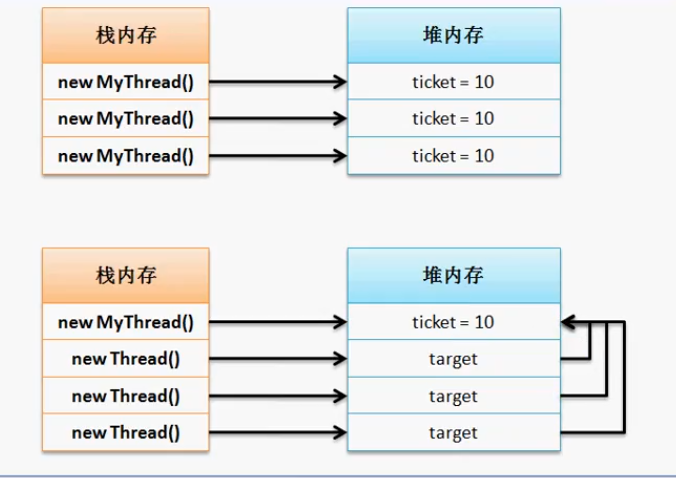 栈内存 堆内存
new MyThread() ticket = 10
new MyThread() ticket = 10
new MyThread() ticket = 10
栈内存 堆内存
new MyThread() ticket = 10
new Thread() target
new Thread() target
new Thread() target